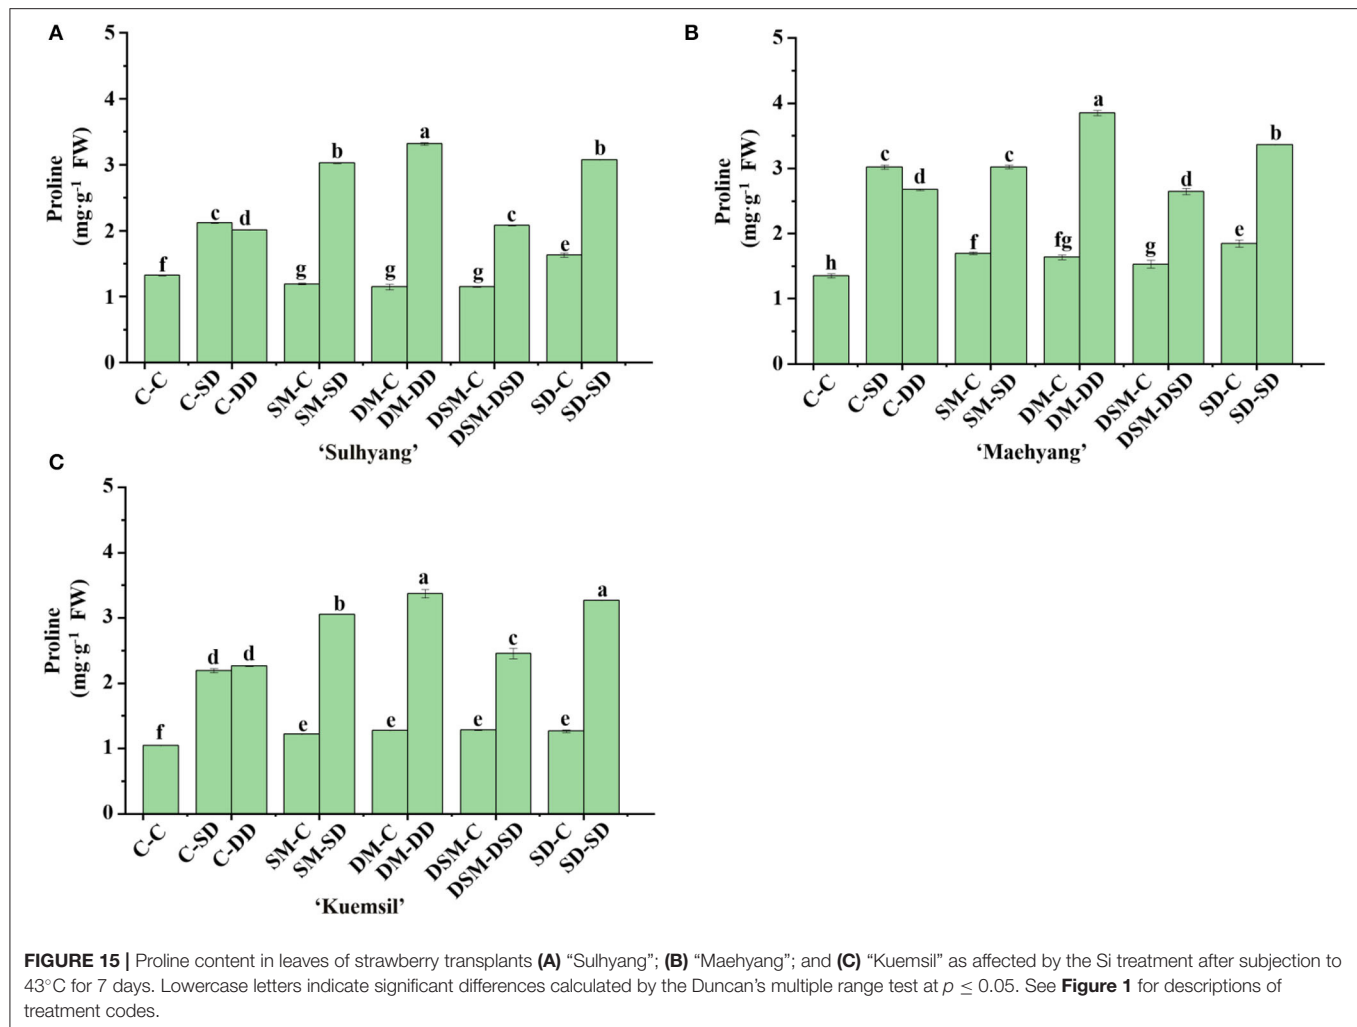 A
5
4
3
2
1
0
Proline
(mg·g⁻¹ FW)
f
c
d
g
b
g
a
g
c
e
b
C-C
C-SD
C-DD
SM-C
SM-SD
DM-C
DM-DD
DSM-C
DSM-DSD
SD-C
SD-SD
‘Sulhyang’
B
5
4
3
2
1
0
Proline
(mg·g⁻¹ FW)
h
c
d
f
c
fg
a
g
d
e
b
C-C
C-SD
C-DD
SM-C
SM-SD
DM-C
DM-DD
DSM-C
DSM-DSD
SD-C
SD-SD
‘Maehyang’
C
5
4
3
2
1
0
Proline
(mg·g⁻¹ FW)
f
d
d
e
b
e
a
e
c
e
a
C-C
C-SD
C-DD
SM-C
SM-SD
DM-C
DM-DD
DSM-C
DSM-DSD
SD-C
SD-SD
‘Kuemsil’
FIGURE 15 | Proline content in leaves of strawberry transplants (A) “Sulhyang”; (B) “Maehyang”; and (C) “Kuemsil” as affected by the Si treatment after subjection to
43°C for 7 days. Lowercase letters indicate significant differences calculated by the Duncan’s multiple range test at p ≤ 0.05. See Figure 1 for descriptions of
treatment codes.